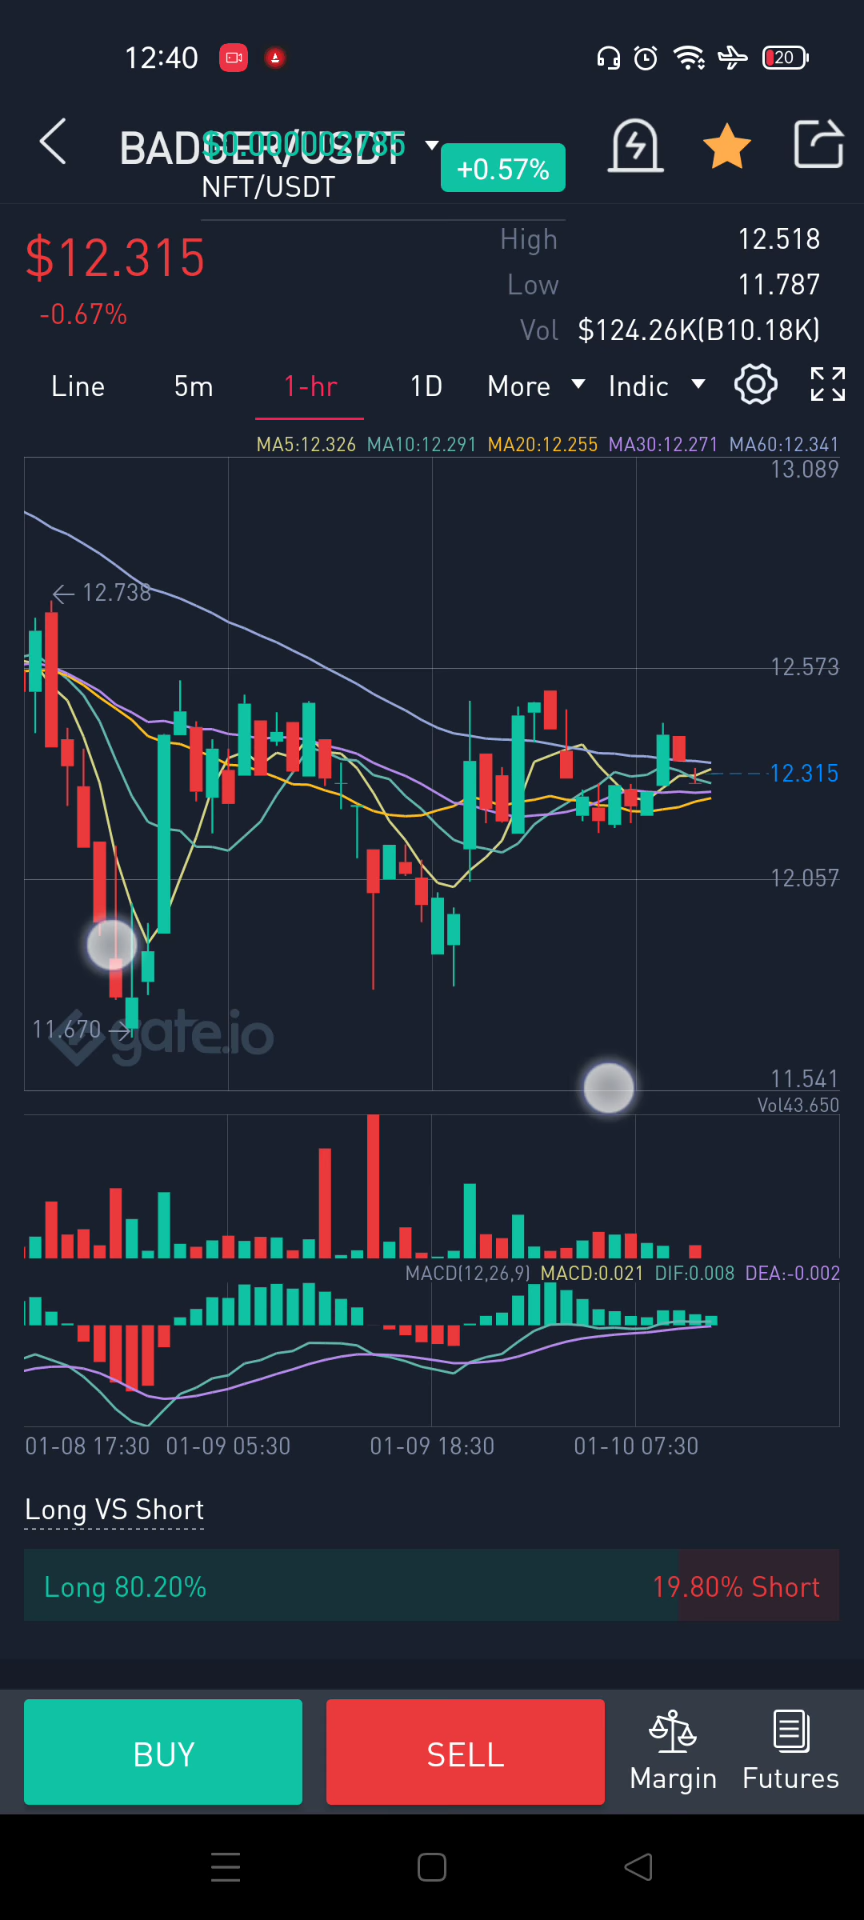 12:40
20
BADGER/USDT
$0.000002785
+0.57%
NFT/USDT
$12.315
-0.67%
High 12.518
Low 11.787
Vol $124.26K(B10.18K)
Line 5m 1-hr 1D More Indic
MA5:12.326 MA10:12.291 MA20:12.255 MA30:12.271 MA60:12.341
13.089
12.738
12.573
12.315
12.057
11.670
gate.io
11.541
Vol43.650
MACD(12,26,9) MACD:0.021 DIF:0.008 DEA:-0.002
01-08 17:30 01-09 05:30 01-09 18:30 01-10 07:30
Long VS Short
Long 80.20% 19.80% Short
BUY SELL Margin Futures